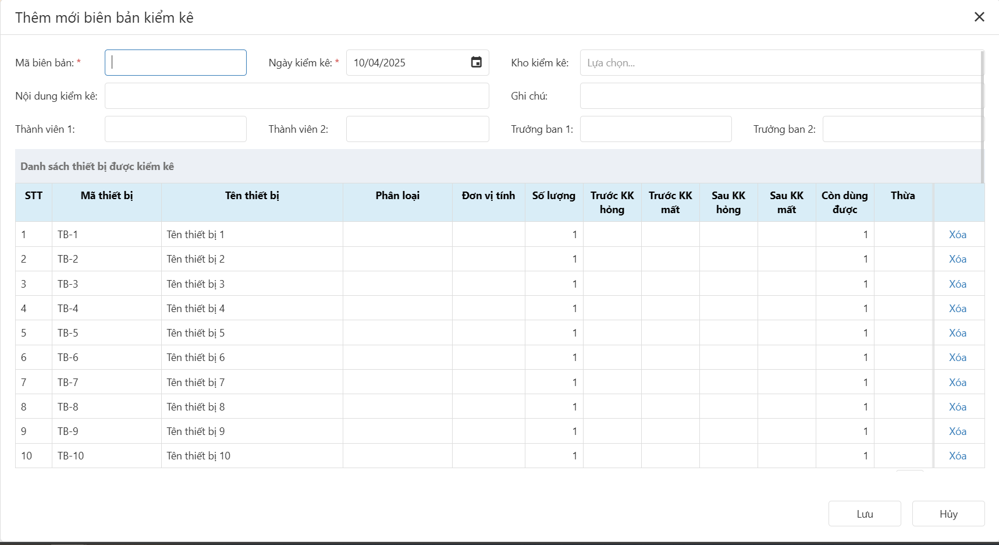 Thêm mới biên bản kiểm kê
Mã biên bản: * Ngày kiểm kê: * 10/04/2025 Kho kiểm kê: Lựa chọn...
Nội dung kiểm kê: Ghi chú:
Thành viên 1: Thành viên 2: Trưởng ban 1: Trưởng ban 2:
Danh sách thiết bị được kiểm kê
STT Mã thiết bị Tên thiết bị Phân loại Đơn vị tính Số lượng Trước KK hỏng Trước KK mất Sau KK hỏng Sau KK mất Còn dùng được Thừa
1 TB-1 Tên thiết bị 1 1 1 Xóa
2 TB-2 Tên thiết bị 2 1 1 Xóa
3 TB-3 Tên thiết bị 3 1 1 Xóa
4 TB-4 Tên thiết bị 4 1 1 Xóa
5 TB-5 Tên thiết bị 5 1 1 Xóa
6 TB-6 Tên thiết bị 6 1 1 Xóa
7 TB-7 Tên thiết bị 7 1 1 Xóa
8 TB-8 Tên thiết bị 8 1 1 Xóa
9 TB-9 Tên thiết bị 9 1 1 Xóa
10 TB-10 Tên thiết bị 10 1 1 Xóa
Lưu Hủy